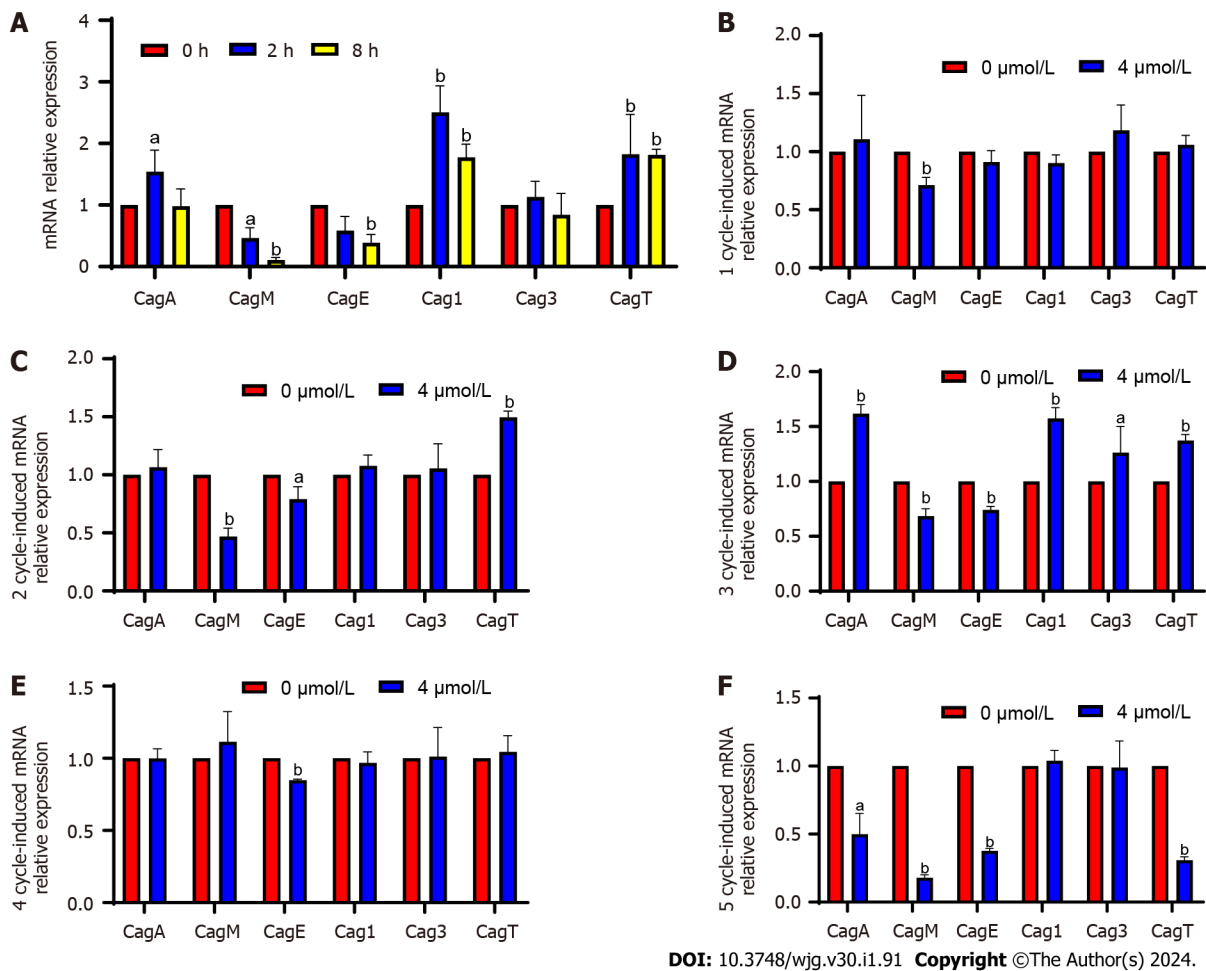 A
mRNA relative expression
4
3
2
1
0
0 h 2 h 8 h
a
a
b
b
b
b
b
b
CagA CagM CagE Cag1 Cag3 CagT
B
1 cycle-induced mRNA
relative expression
2.0
1.5
1.0
0.5
0.0
0 µmol/L 4 µmol/L
b
CagA CagM CagE Cag1 Cag3 CagT
C
2 cycle-induced mRNA
relative expression
2.0
1.5
1.0
0.5
0.0
0 µmol/L 4 µmol/L
b
a
b
CagA CagM CagE Cag1 Cag3 CagT
D
3 cycle-induced mRNA
relative expression
2.0
1.5
1.0
0.5
0.0
0 µmol/L 4 µmol/L
b
b
b
b
a
b
CagA CagM CagE Cag1 Cag3 CagT
E
4 cycle-induced mRNA
relative expression
1.5
1.0
0.5
0.0
0 µmol/L 4 µmol/L
b
CagA CagM CagE Cag1 Cag3 CagT
F
5 cycle-induced mRNA
relative expression
1.5
1.0
0.5
0.0
0 µmol/L 4 µmol/L
a
b
b
b
CagA CagM CagE Cag1 Cag3 CagT
DOI: 10.3748/wjg.v30.i1.91 Copyright ©The Author(s) 2024.